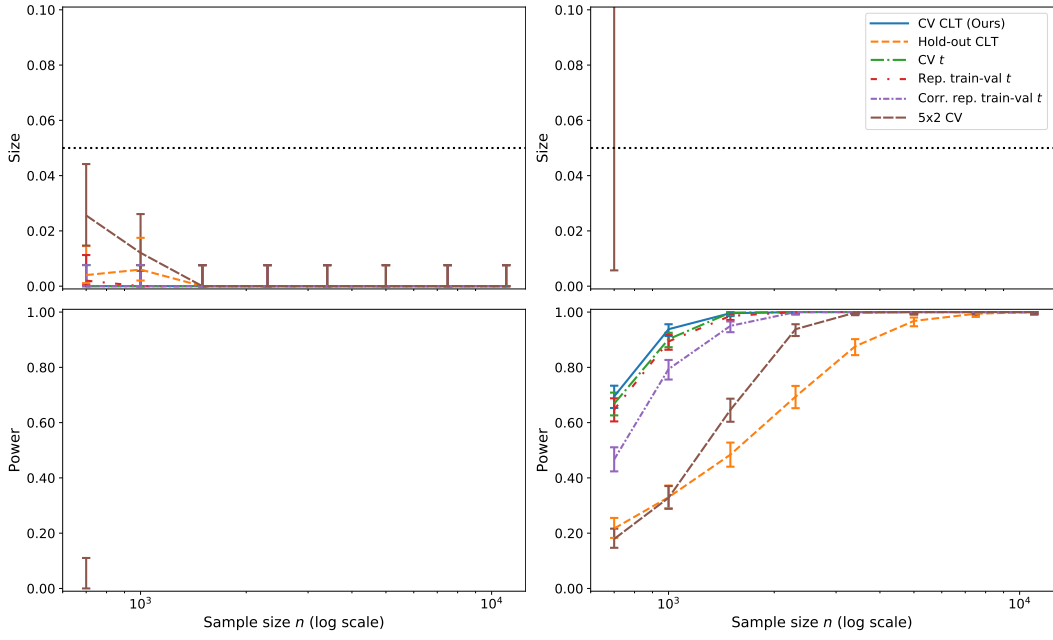 0.10
0.08
0.06
0.04
0.02
0.00
Size
0.10
0.08
0.06
0.04
0.02
0.00
Size
CV CLT (Ours)
Hold-out CLT
CV t
Rep. train-val t
Corr. rep. train-val t
5x2 CV
1.00
0.80
0.60
0.40
0.20
0.00
Power
10³
10⁴
Sample size n (log scale)
1.00
0.80
0.60
0.40
0.20
0.00
Power
10³
10⁴
Sample size n (log scale)